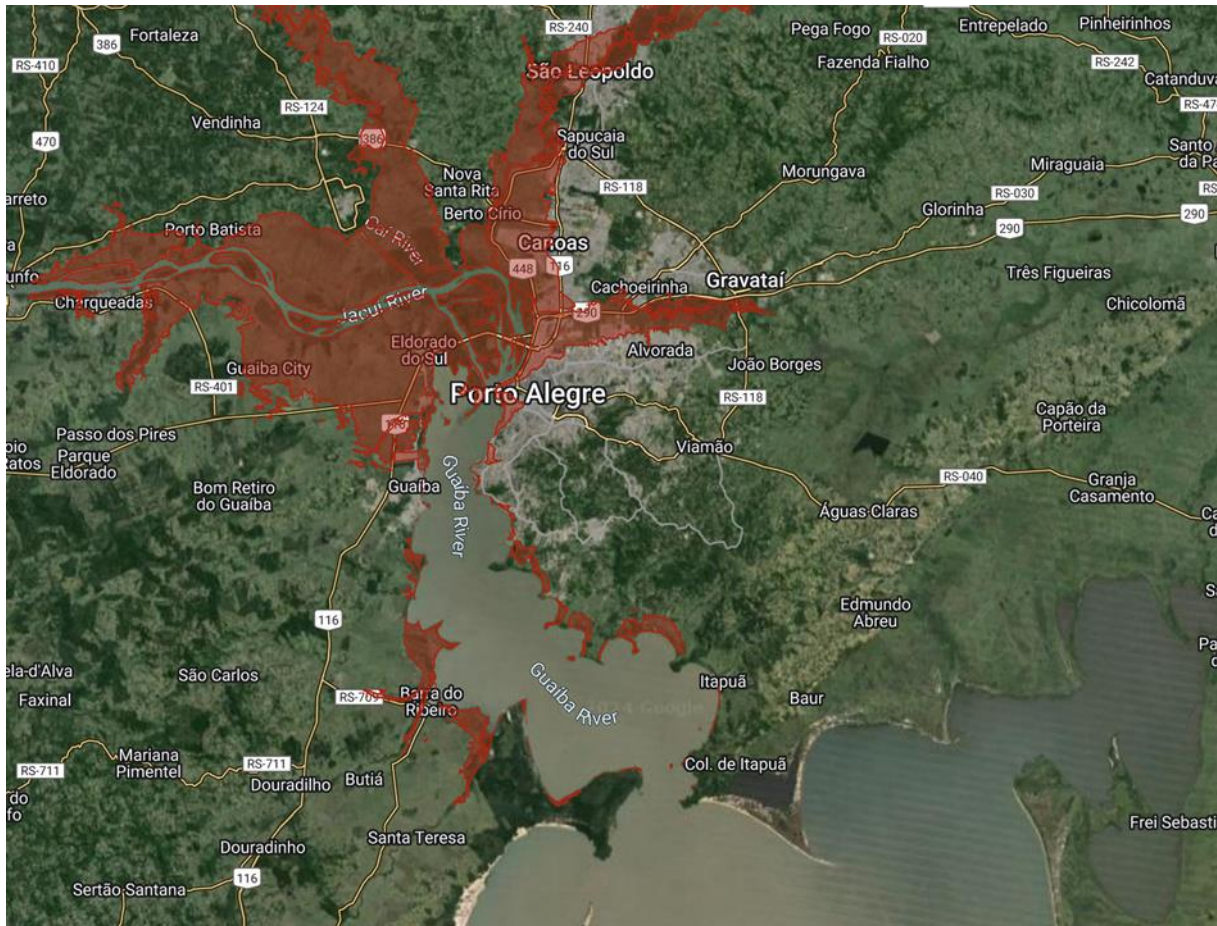 Fortaleza
386
RS-410
RS-240
Pega Fogo
RS-020
Entrepelado
Pinheirinhos
Fazenda Fialho
RS-242
Catanduva
São Leopoldo
RS-124
Vendinha
386
470
Sapucaia
do Sul
Santo
Miraguaia
Nova
Santa Rita
Morungava
RS-118
RS-030
Berto Círio
Glorinha
290
290
Porto Batista
Caí River
Canoas
448
116
Três Figueiras
Gravataí
Cachoeirinha
Charqueadas
Jacuí River
Chicolomã
290
Eldorado
do Sul
Alvorada
João Borges
Guaiba City
RS-401
Porto Alegre
RS-118
Capão da
Porteira
Passo dos Pires
Parque
Eldorado
Viamão
RS-040
Granja
Casamento
Guaíba
Bom Retiro
do Guaíba
Guaíba River
Águas Claras
Edmundo
Abreu
116
São Carlos
Faxinal
Itapuã
RS-709
Barra do
Ribeiro
Guaíba River
Baur
Mariana
Pimentel
RS-711
RS-711
Col. de Itapuã
Douradilho
Butiá
Santa Teresa
Frei Sebasti
Douradinho
116
Sertão Santana